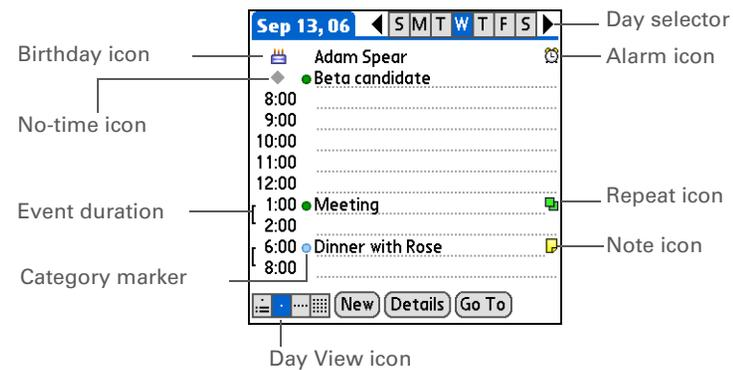 Sep 13, 06 S M T W T F S Day selector
Birthday icon Adam Spear Alarm icon
Beta candidate
8:00
No-time icon
9:00
10:00
11:00
12:00
Event duration 1:00 Meeting Repeat icon
2:00
6:00 Dinner with Rose Note icon
Category marker 8:00
New Details Go To
Day View icon